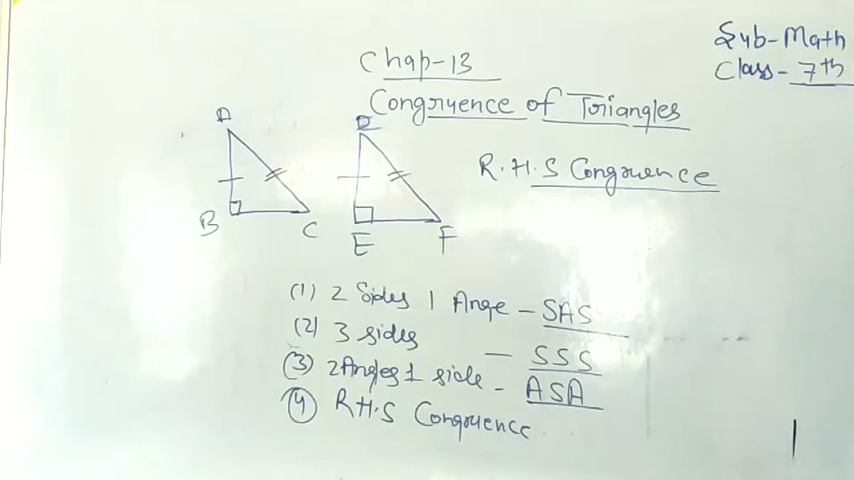 Sub-Math
Class-7th
Chap-13
Congruence of Triangles
R.H.S Congruence
A
B
C
D
E
F
(1) 2 Sides 1 Ange - SAS
(2) 3 sides - SSS
(3) 2Angles 1 side - ASA
(4) R.H.S Congruence